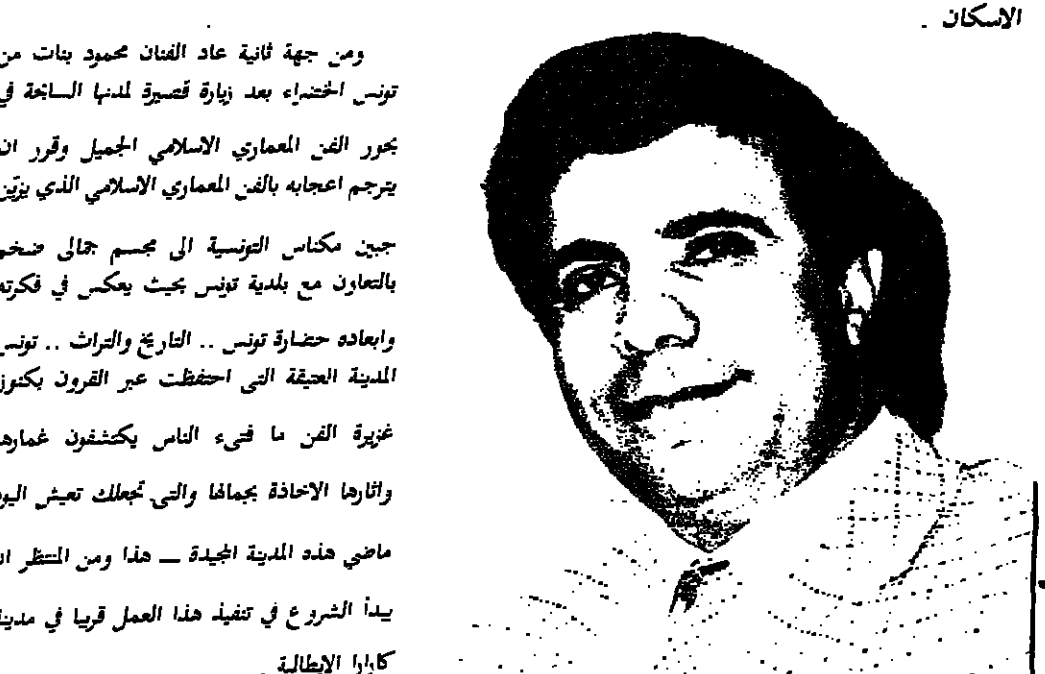 الاسكان .
ومن جهة ثانية عاد الفنان محمود بنات من
تونس الخضراء بعد زيارة قصيرة لمدنها السابحة في
بحور الفن المعماري الاسلامي الجميل وقرر ان
يترجم اعجابه بالفن المعماري الاسلامي الذي يزيّن
جبين مكناس التونسية الى مجسم جمالى ضخم
بالتعاون مع بلدية تونس بحيث يعكس في فكرته
وابعاده حضارة تونس .. التاريخ والتراث .. تونس
المدينة العتيقة التى احتفظت عبر القرون بكنوز
غزيرة الفن ما فتىء الناس يكتشفون غمارها
واثارها الاخاذة بجمالها والتي تجعلك تعيش اليوم
ماضي هذه المدينة المجيدة — هذا ومن المنتظر ان
يبدأ الشروع في تنفيذ هذا العمل قريبا في مدينة
كارارا الايطالية .